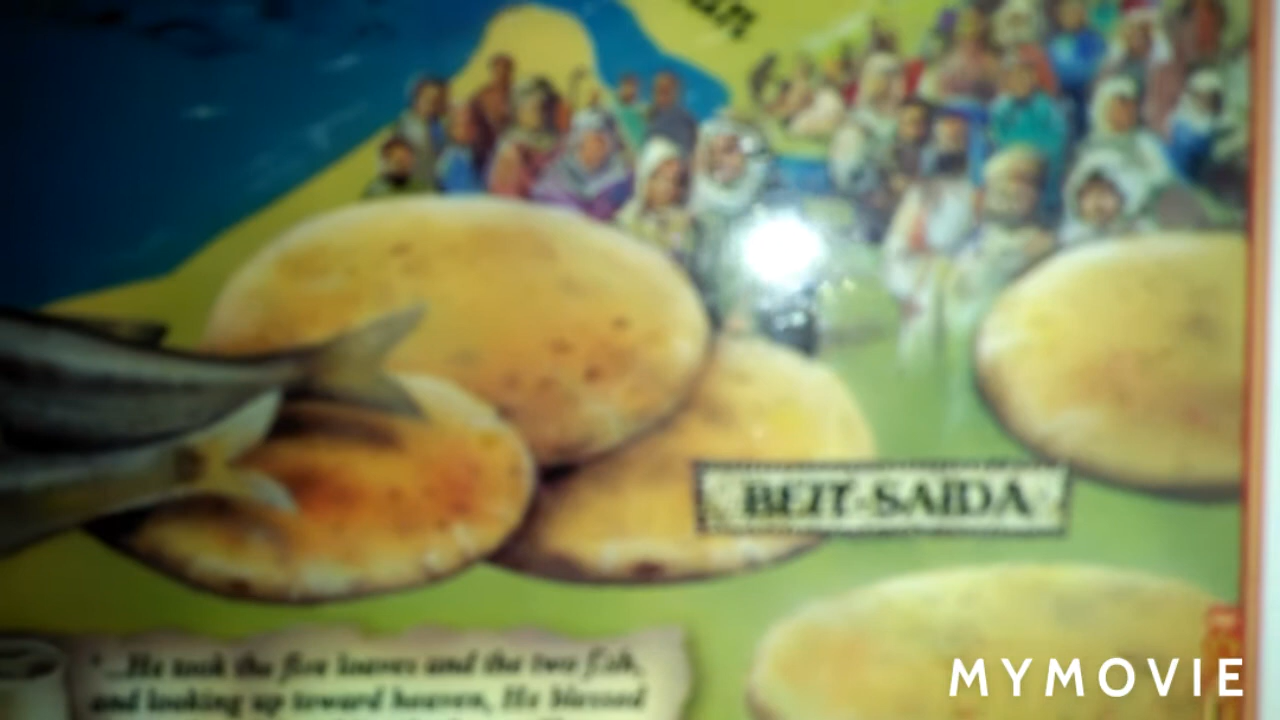 BEIT-SAIDA
"...He took the five loaves and the two fish,
and looking up toward heaven, He blessed
MYMOVIE